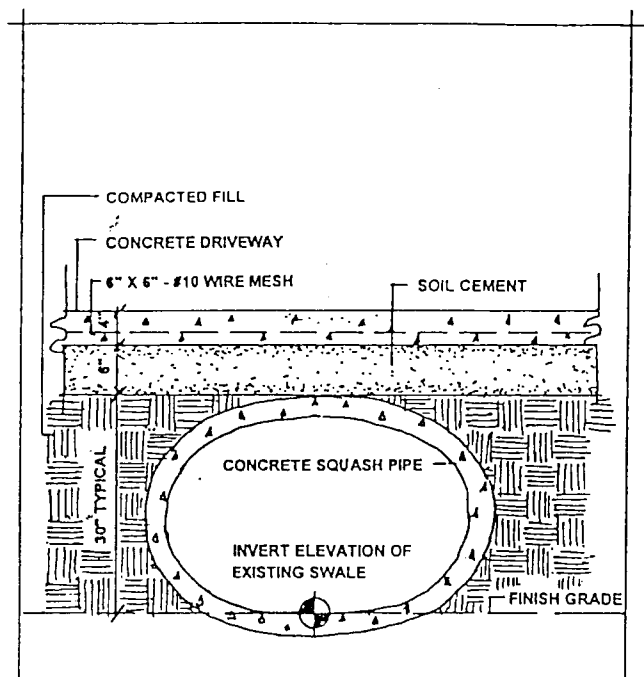 COMPACTED FILL
CONCRETE DRIVEWAY
6" X 6" - #10 WIRE MESH
SOIL CEMENT
4"
6"
30" TYPICAL
CONCRETE SQUASH PIPE
INVERT ELEVATION OF
EXISTING SWALE
FINISH GRADE